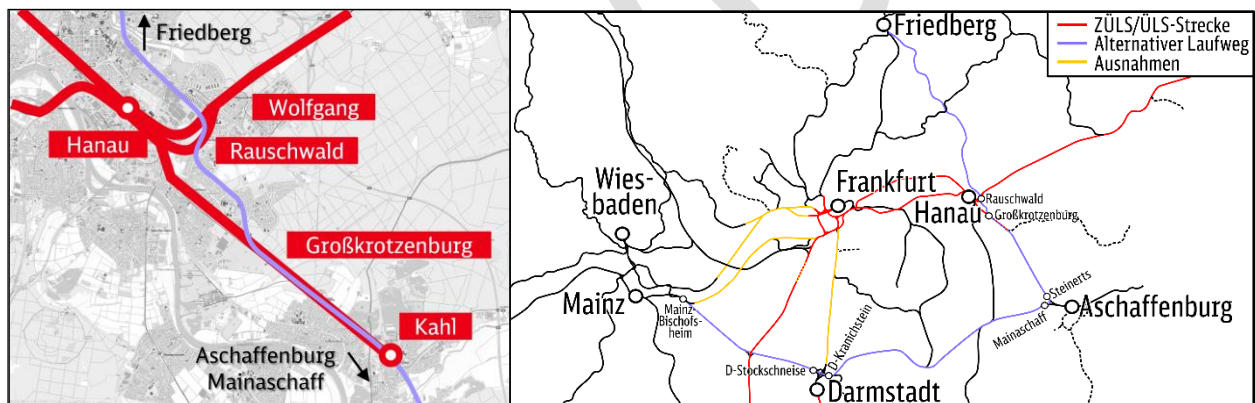 Friedberg
Wolfgang
Hanau
Rauschwald
Großkrotzenburg
Kahl
Aschaffenburg
Mainaschaff
ZÜLS/ÜLS-Strecke
Alternativer Laufweg
Ausnahmen
Friedberg
Wies-
baden
Frankfurt
Hanau
Rauschwald
Großkrotzenburg
Mainz
Mainz-
Bischofs-
heim
Steinerts
Mainaschaff
Aschaffenburg
D-Stockschneise
D-Kranichstein
Darmstadt